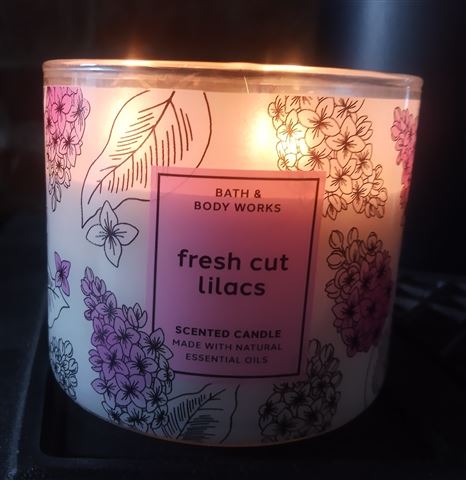 BATH &
BODY WORKS
fresh cut
lilacs
SCENTED CANDLE
MADE WITH NATURAL
ESSENTIAL OILS